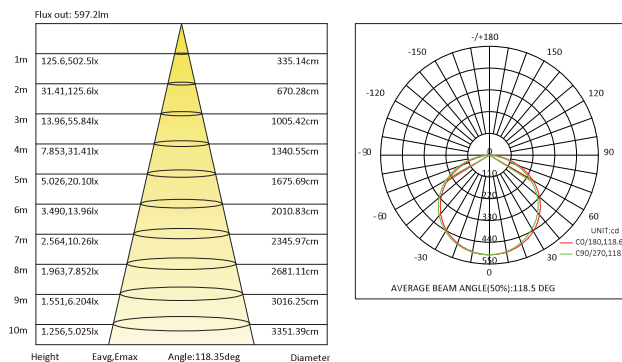 Flux out: 597.2lm
1m 125.6,502.5lx 335.14cm
2m 31.41,125.6lx 670.28cm
3m 13.96,55.84lx 1005.42cm
4m 7.853,31.41lx 1340.55cm
5m 5.026,20.10lx 1675.69cm
6m 3.490,13.96lx 2010.83cm
7m 2.564,10.26lx 2345.97cm
8m 1.963,7.852lx 2681.11cm
9m 1.551,6.204lx 3016.25cm
10m 1.256,5.025lx 3351.39cm
Height Eavg,Emax Angle:118.35deg Diameter
-/+180
-150 150
-120 120
-90 0 90
110
220
-60 330 60
440
-30 550 30
0
UNIT:cd
C0/180,118.6
C90/270,118.
AVERAGE BEAM ANGLE(50%):118.5 DEG